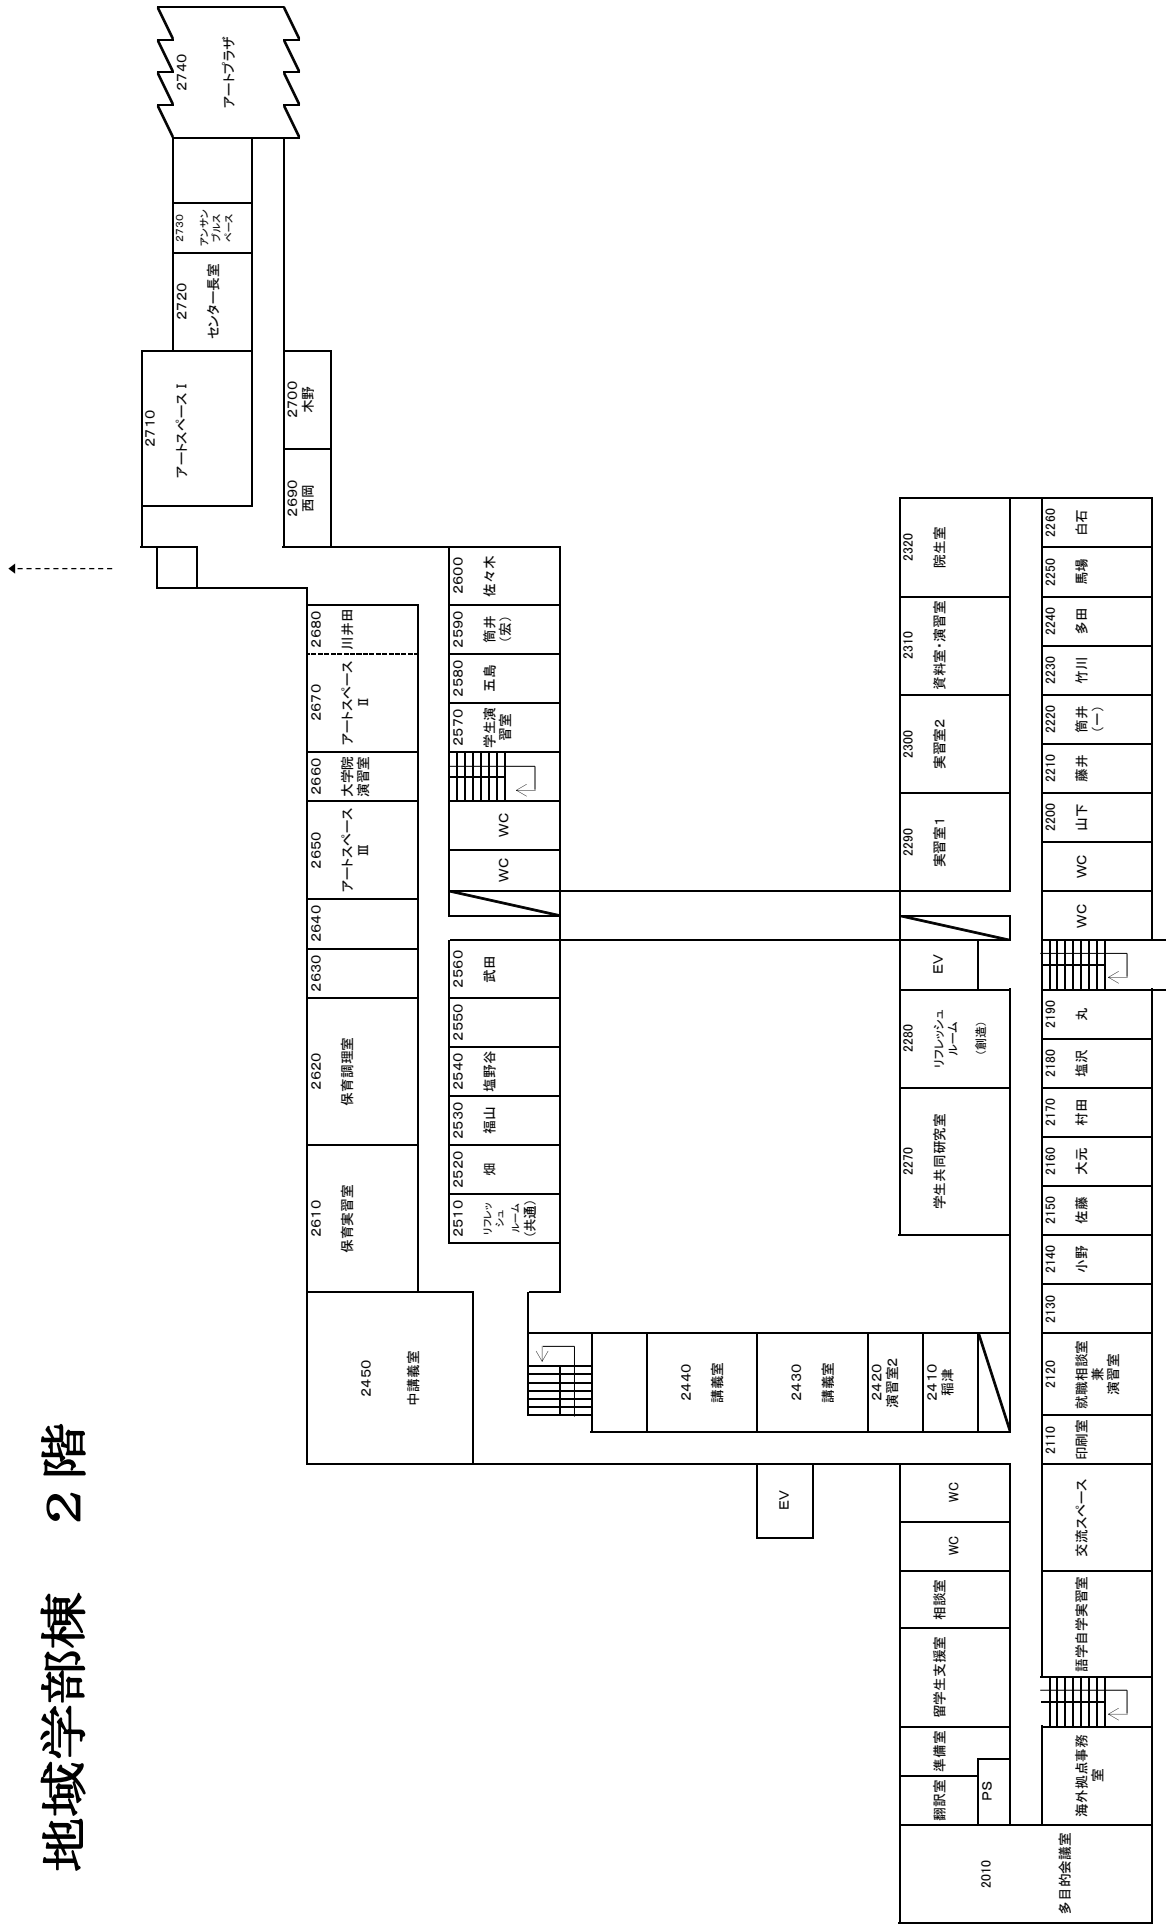 地域学部棟　２階
2740
アートプラザ
2730
アンサン
ブルス
ペース
2720
センター長室
2710
アートスペースⅠ
2700
木野
2690
西岡
2680
川井田
2670
アートスペース
Ⅱ
2660
大学院
演習室
2650
アートスペース
Ⅲ
2640
2630
2620
保育調理室
2610
保育実習室
2600
佐々木
2590
筒井
（宏）
2580
五島
2570
学生演
習室
WC
WC
2560
武田
2550
2540
塩野谷
2530
福山
2520
畑
2510
リフレッ
シュ
ルーム
（共通）
2450
中講義室
2440
講義室
2430
講義室
2420
演習室2
2410
稲津
EV
2320
院生室
2310
資料室・演習室
2300
実習室2
2290
実習室1
EV
2280
リフレッシュ
ルーム
（創造）
2270
学生共同研究室
2260
白石
2250
馬場
2240
多田
2230
竹川
2220
筒井
（一）
2210
藤井
2200
山下
WC
WC
2190
丸
2180
塩沢
2170
村田
2160
大元
2150
佐藤
2140
小野
2130
2120
就職相談室
兼
演習室
2110
印刷室
WC
WC
相談室
留学生支援室
準備室
翻訳室
PS
交流スペース
語学自学実習室
海外拠点事務
室
2010
多目的会議室